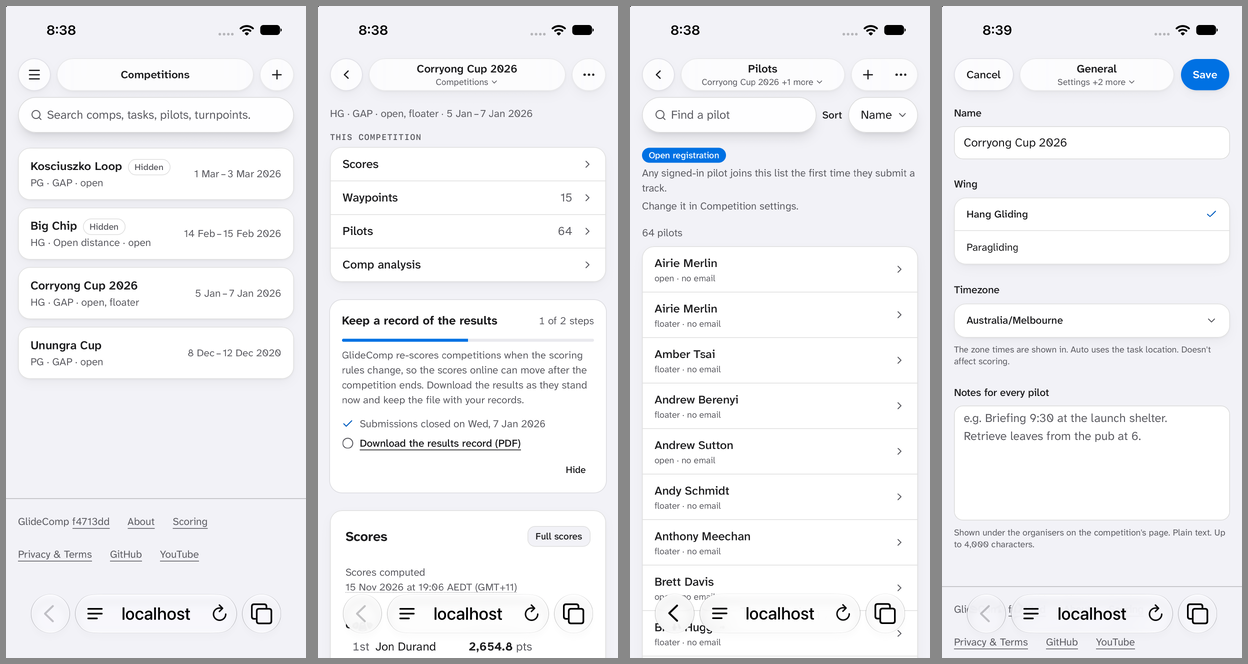 8:38
Competitions
Search comps, tasks, pilots, turnpoints.
Kosciuszko Loop Hidden
PG · GAP · open
1 Mar – 3 Mar 2026
Big Chip Hidden
HG · Open distance · open
14 Feb – 15 Feb 2026
Corryong Cup 2026
HG · GAP · open, floater
5 Jan – 7 Jan 2026
Unungra Cup
PG · GAP · open
8 Dec – 12 Dec 2020
GlideComp f4713dd About Scoring
Privacy & Terms GitHub YouTube
localhost
8:38
Corryong Cup 2026
Competitions
HG · GAP · open, floater · 5 Jan – 7 Jan 2026
THIS COMPETITION
Scores
Waypoints 15
Pilots 64
Comp analysis
Keep a record of the results 1 of 2 steps
GlideComp re-scores competitions when the scoring
rules change, so the scores online can move after the
competition ends. Download the results as they stand
now and keep the file with your records.
Submissions closed on Wed, 7 Jan 2026
Download the results record (PDF)
Hide
Scores Full scores
Scores computed
15 Nov 2026 at 19:06 AEDT (GMT+11)
localhost
1st Jon Durand 2,654.8 pts
8:38
Pilots
Corryong Cup 2026 +1 more
Find a pilot Sort Name
Open registration
Any signed-in pilot joins this list the first time they submit a
track.
Change it in Competition settings.
64 pilots
Airie Merlin
open · no email
Airie Merlin
floater · no email
Amber Tsai
floater · no email
Andrew Berenyi
floater · no email
Andrew Sutton
open · no email
Andy Schmidt
floater · no email
Anthony Meechan
floater · no email
Brett Davis
localhost
floater · no email
8:39
Cancel General Save
Settings +2 more
Name
Corryong Cup 2026
Wing
Hang Gliding
Paragliding
Timezone
Australia/Melbourne
The zone times are shown in. Auto uses the task location. Doesn't
affect scoring.
Notes for every pilot
e.g. Briefing 9:30 at the launch shelter.
Retrieve leaves from the pub at 6.
Shown under the organisers on the competition's page. Plain text. Up
to 4,000 characters.
localhost
Privacy & Terms GitHub YouTube